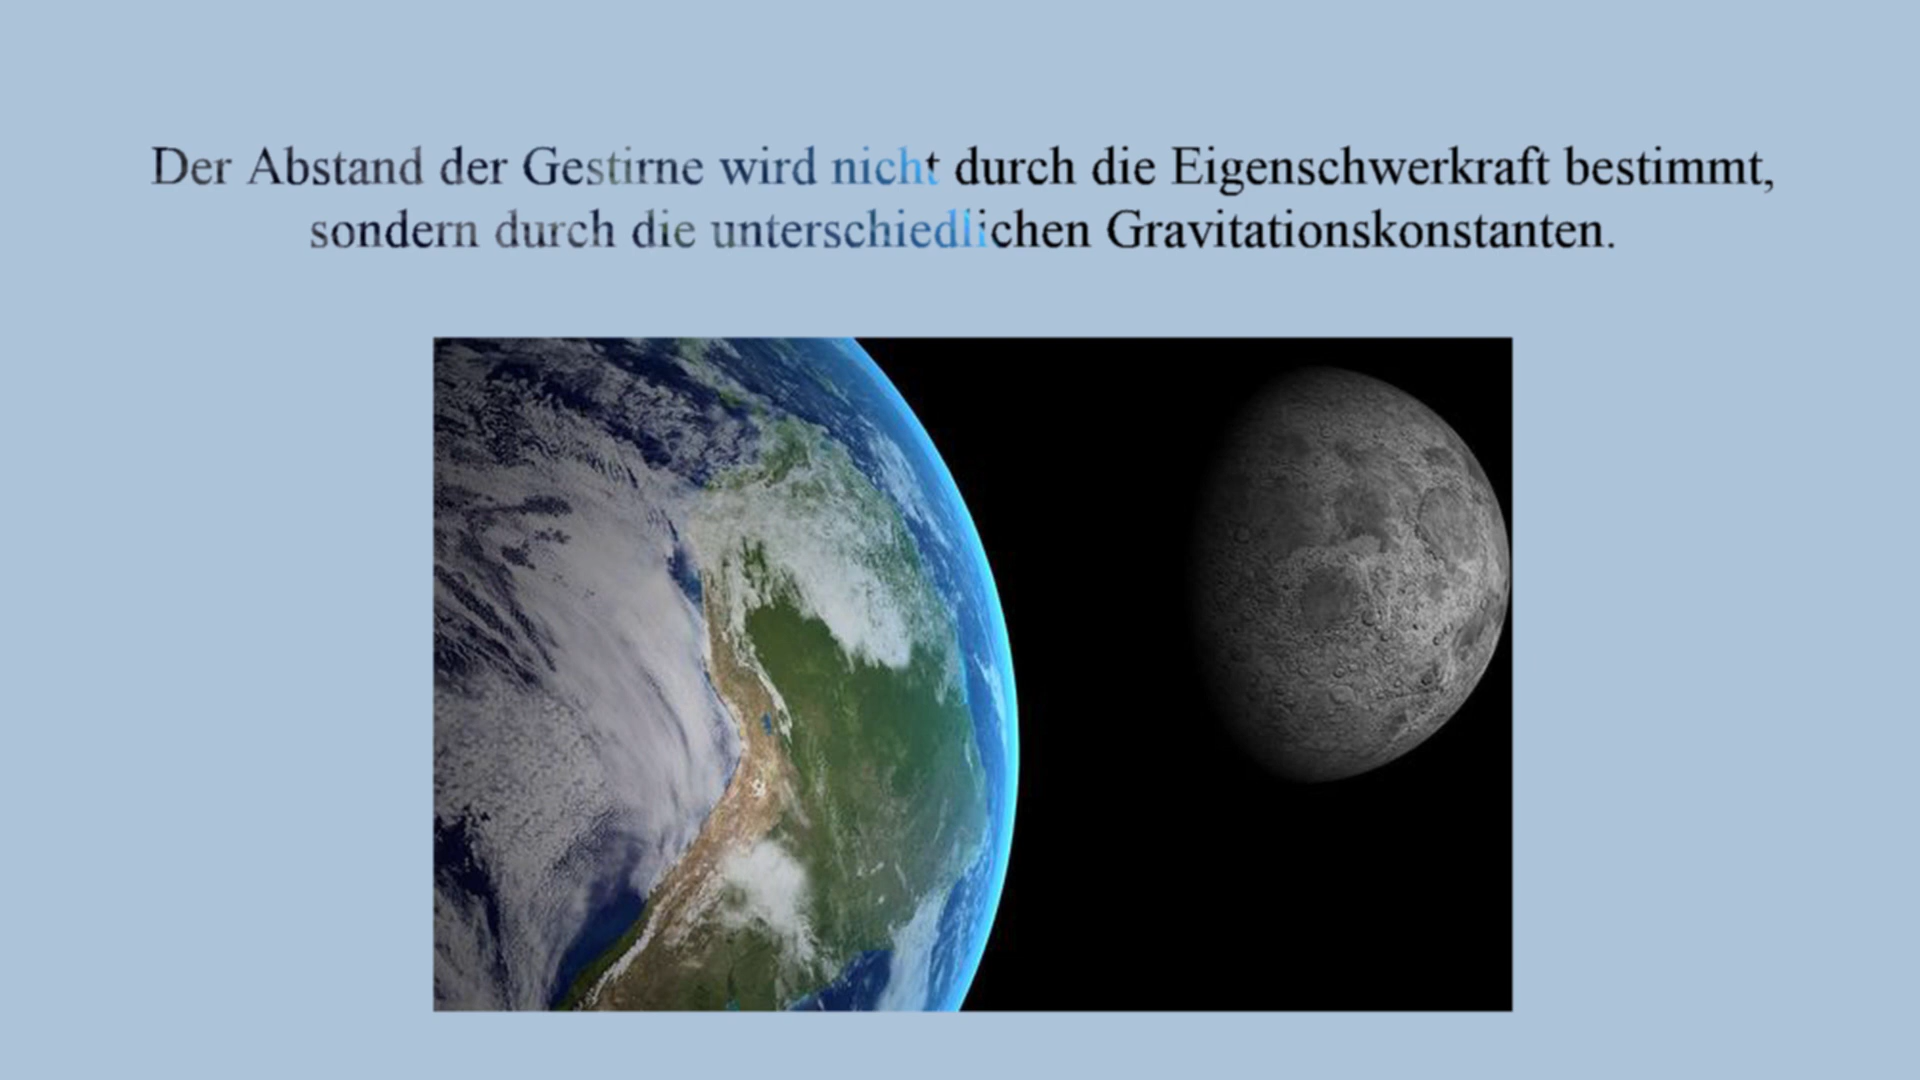 Der Abstand der Gestirne wird nicht durch die Eigenschwerkraft bestimmt,
sondern durch die unterschiedlichen Gravitationskonstanten.